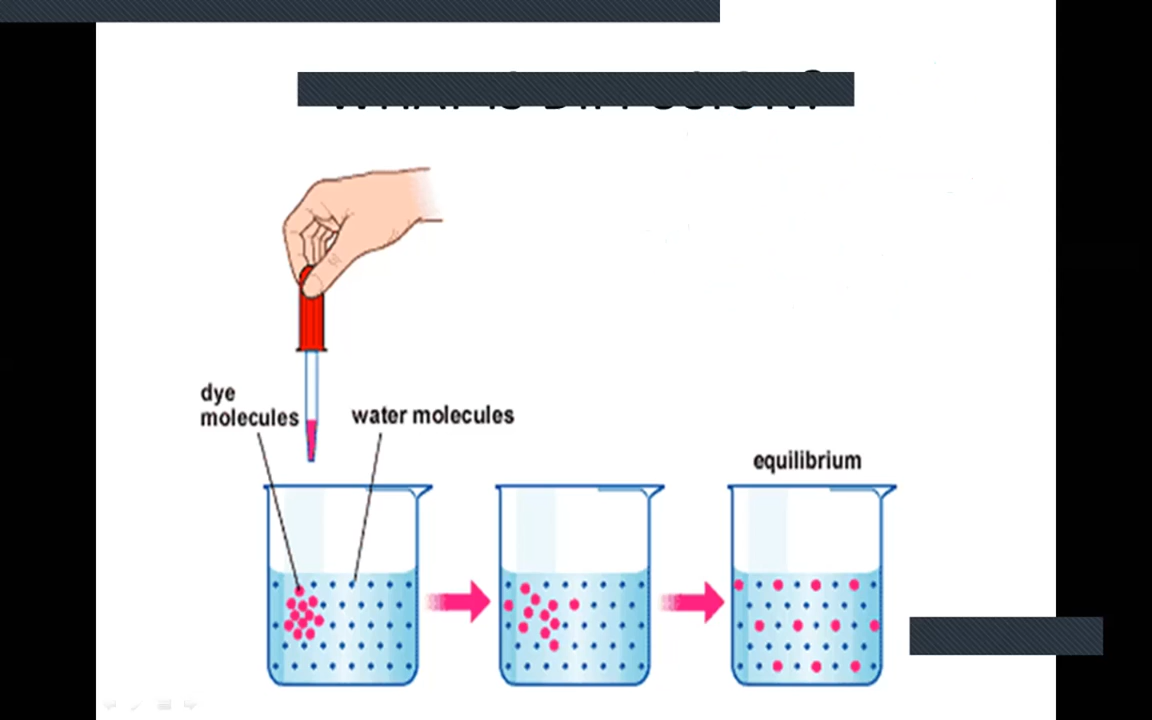 dye
molecules
water molecules
equilibrium